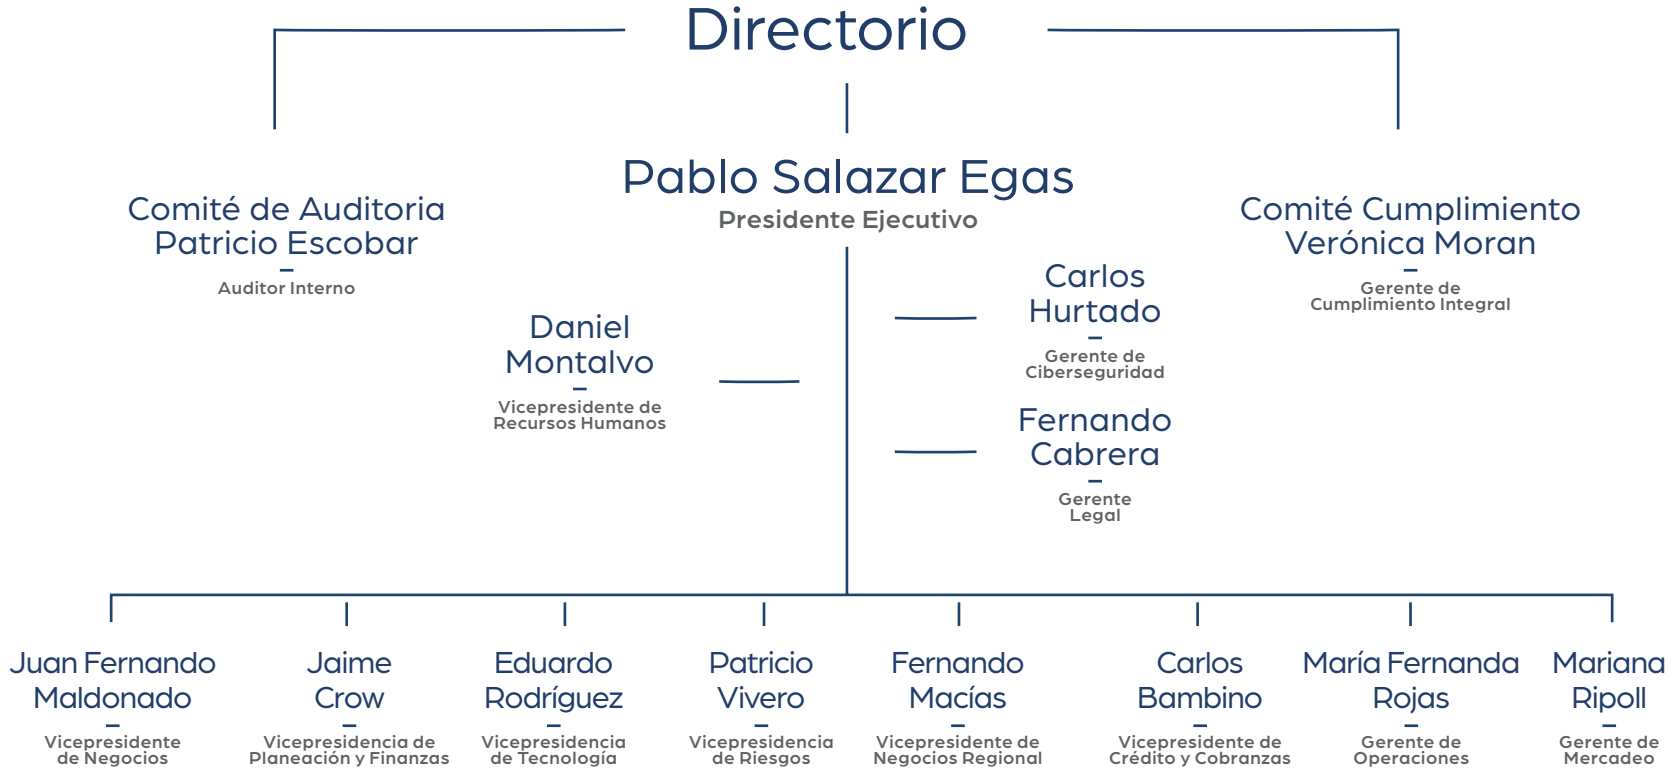 Directorio
Pablo Salazar Egas
Presidente Ejecutivo
Comité de Auditoria
Patricio Escobar
Auditor Interno
Comité Cumplimiento
Verónica Moran
Gerente de
Cumplimiento Integral
Daniel
Montalvo
Vicepresidente de
Recursos Humanos
Carlos
Hurtado
Gerente de
Ciberseguridad
Fernando
Cabrera
Gerente
Legal
Juan Fernando
Maldonado
Vicepresidente
de Negocios
Jaime
Crow
Vicepresidencia de
Planeación y Finanzas
Eduardo
Rodríguez
Vicepresidencia
de Tecnología
Patricio
Vivero
Vicepresidencia
de Riesgos
Fernando
Macías
Vicepresidente de
Negocios Regional
Carlos
Bambino
Vicepresidente de
Crédito y Cobranzas
María Fernanda
Rojas
Gerente de
Operaciones
Mariana
Ripoll
Gerente de
Mercadeo